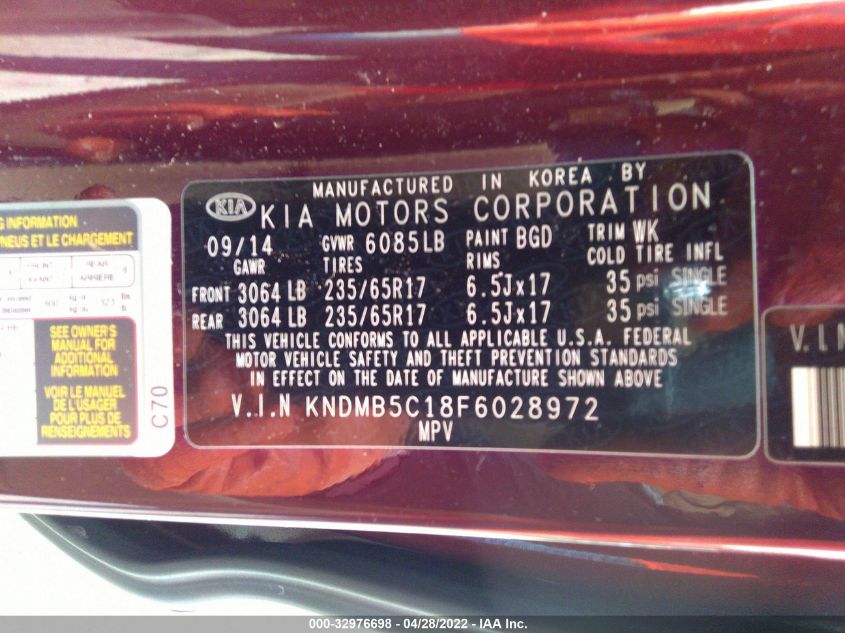 MANUFACTURED IN KOREA BY
KIA KIA MOTORS CORPORATION
09/14 GVWR 6085LB PAINT BGD TRIM WK
GAWR TIRES RIMS COLD TIRE INFL
FRONT 3064 LB 235/65R17 6.5Jx17 35 psi SINGLE
REAR 3064 LB 235/65R17 6.5Jx17 35 psi SINGLE
THIS VEHICLE CONFORMS TO ALL APPLICABLE U.S.A. FEDERAL
MOTOR VEHICLE SAFETY AND THEFT PREVENTION STANDARDS
IN EFFECT ON THE DATE OF MANUFACTURE SHOWN ABOVE
V.I.N KNDMB5C18F6028972
MPV
G INFORMATION
PNEUS ET LE CHARGEMENT
REAR
ARRIÈRE
SEE OWNER'S
MANUAL FOR
ADDITIONAL
INFORMATION
VOIR LE MANUEL
DE L'USAGER
POUR PLUS DE
RENSEIGNEMENTS
C70
V.I.N
000-32976698 - 04/28/2022 - IAA Inc.